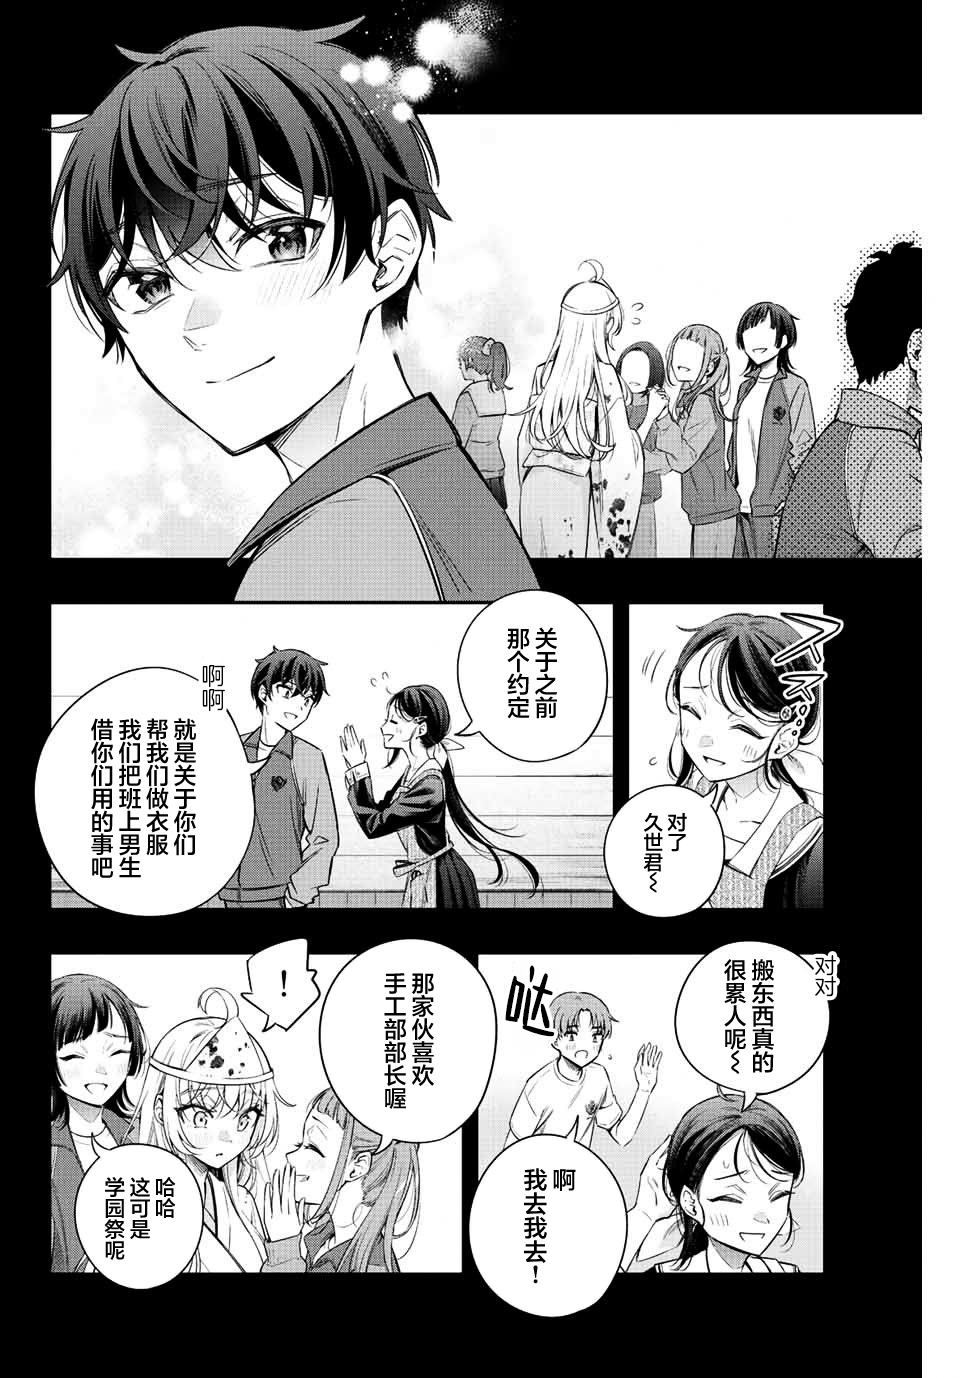 对了
久世君～
关于之前
那个约定
啊
啊
就是关于你们
帮我们做衣服
我们把班上男生
借你们用的事吧
对
对
搬东西真的
很累人呢～
哒
啊
我去我去！
那家伙喜欢
手工部部长喔
！
哈哈
这可是
学园祭呢